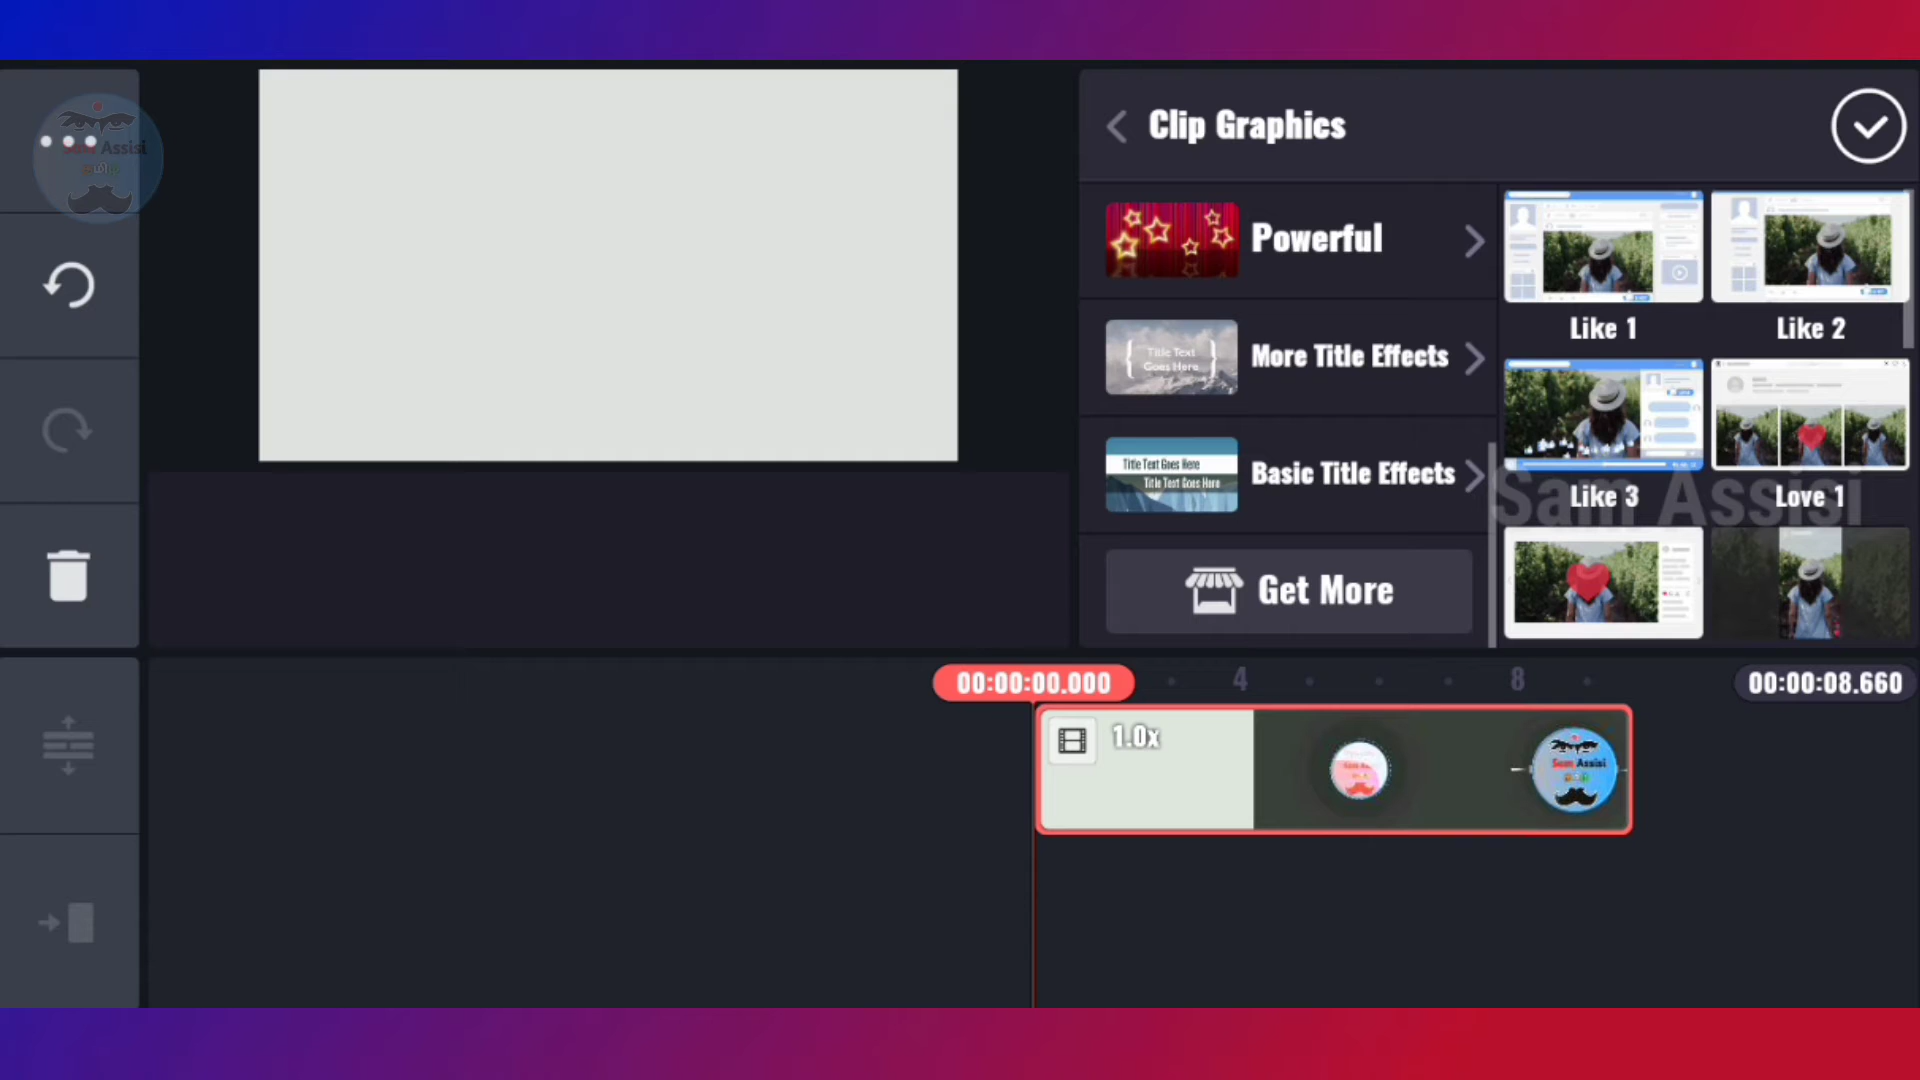 Clip Graphics
Sam Assisi
Powerful
More Title Effects
Title Text
Goes Here
Basic Title Effects
Title Text Goes Here
Title Text Goes Here
Get More
Like 1
Like 2
Like 3
Love 1
Sam Assisi
00:00:00.000
4
8
00:00:08.660
1.0x
Sam Assisi